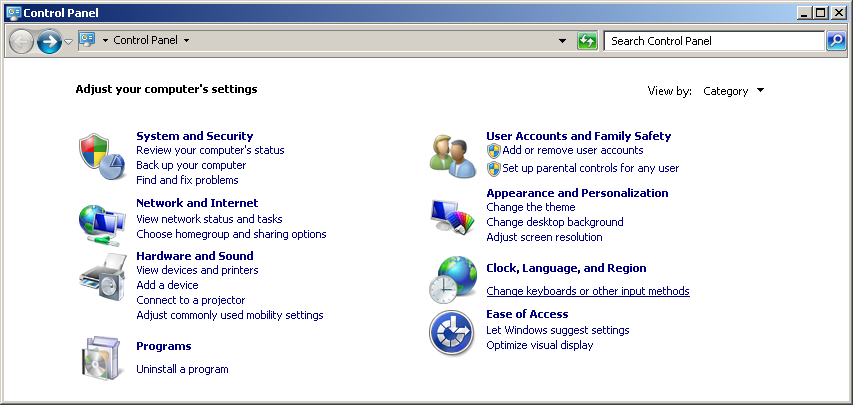 Control Panel
Control Panel
Search Control Panel
Adjust your computer's settings
View by: Category
System and Security
Review your computer's status
Back up your computer
Find and fix problems
Network and Internet
View network status and tasks
Choose homegroup and sharing options
Hardware and Sound
View devices and printers
Add a device
Connect to a projector
Adjust commonly used mobility settings
Programs
Uninstall a program
User Accounts and Family Safety
Add or remove user accounts
Set up parental controls for any user
Appearance and Personalization
Change the theme
Change desktop background
Adjust screen resolution
Clock, Language, and Region
Change keyboards or other input methods
Ease of Access
Let Windows suggest settings
Optimize visual display